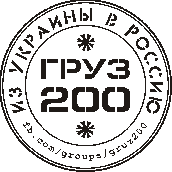 ИЗ УКРАИНЫ В РОССИЮ
ГРУЗ
200
fb.com/groups/gruz200